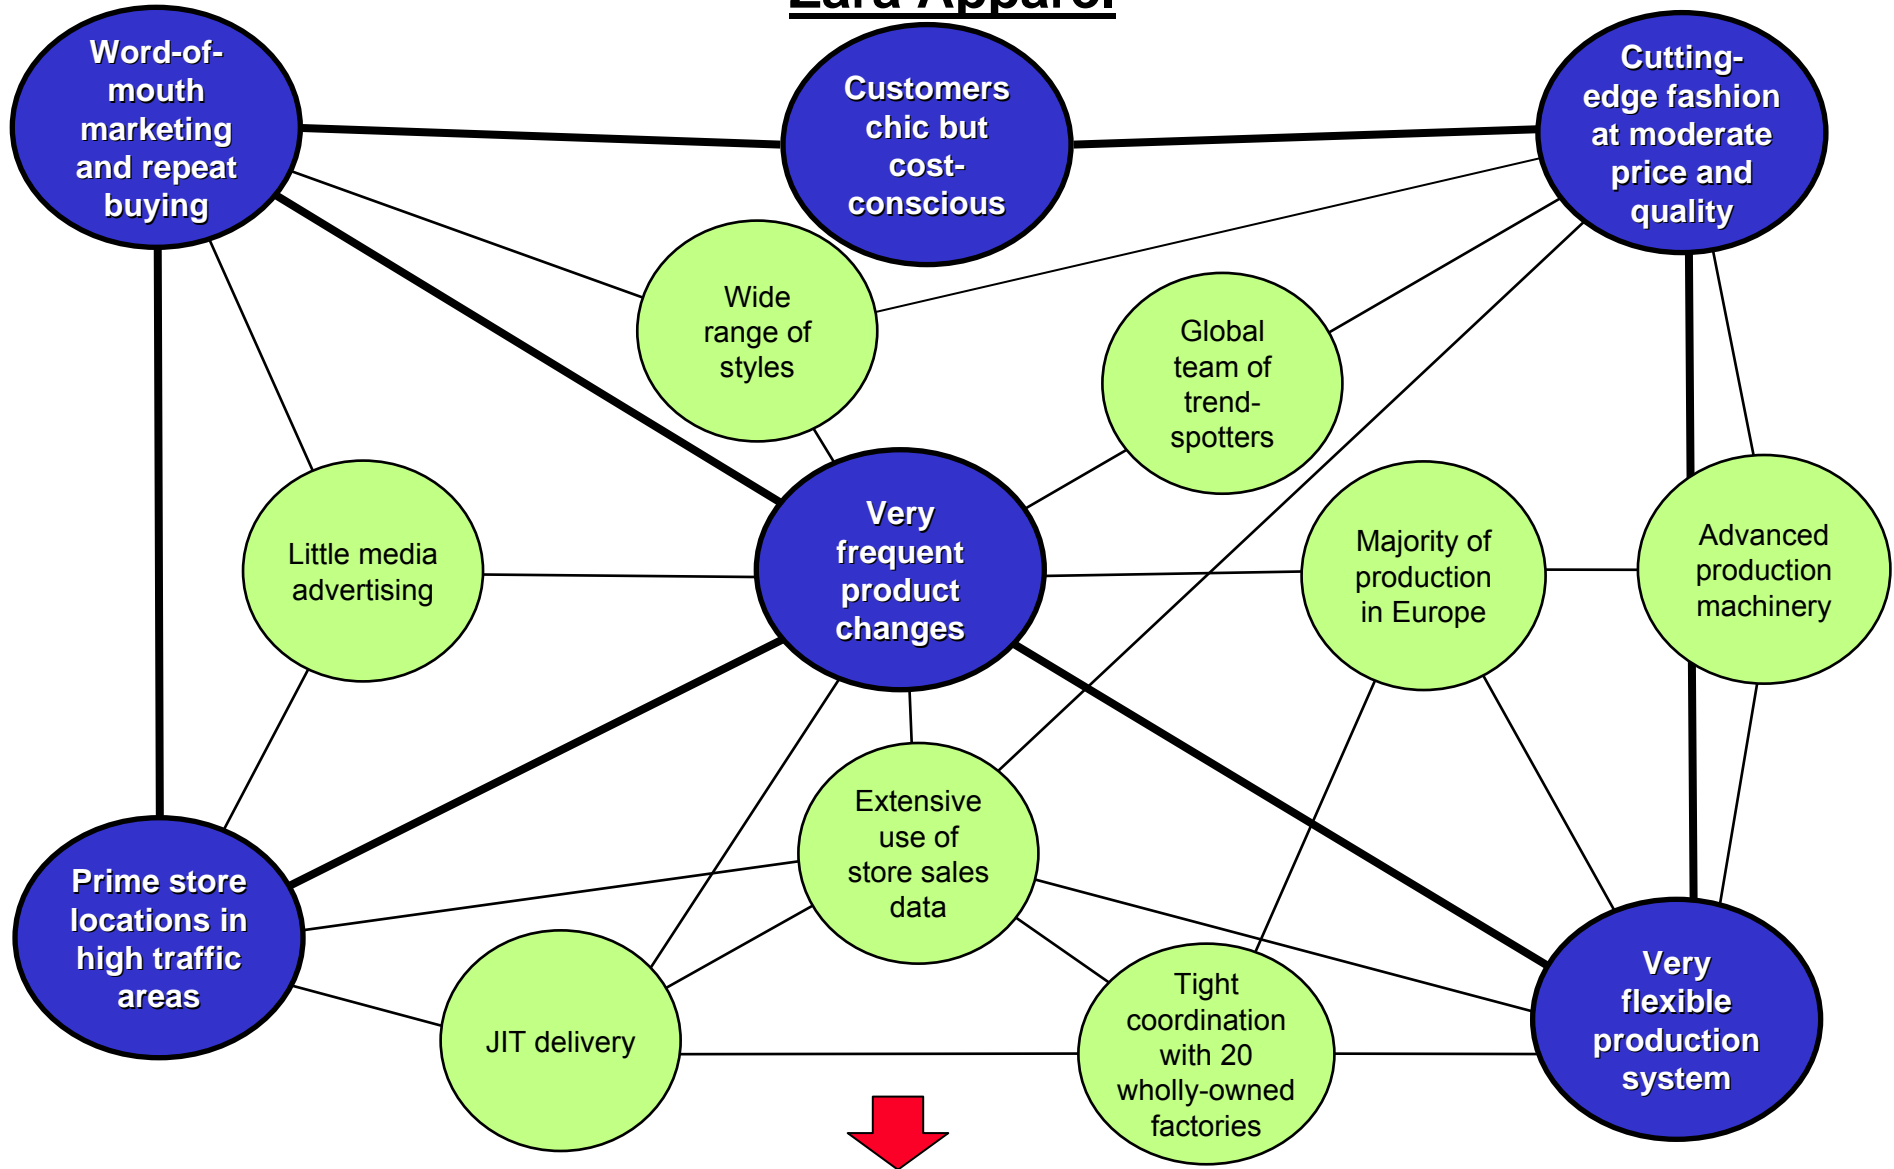 Zara Apparel
Word-of-
mouth
marketing
and repeat
buying
Customers
chic but
cost-
conscious
Cutting-
edge fashion
at moderate
price and
quality
Wide
range of
styles
Global
team of
trend-
spotters
Little media
advertising
Very
frequent
product
changes
Majority of
production
in Europe
Advanced
production
machinery
Extensive
use of
store sales
data
Prime store
locations in
high traffic
areas
JIT delivery
Tight
coordination
with 20
wholly-owned
factories
Very
flexible
production
system